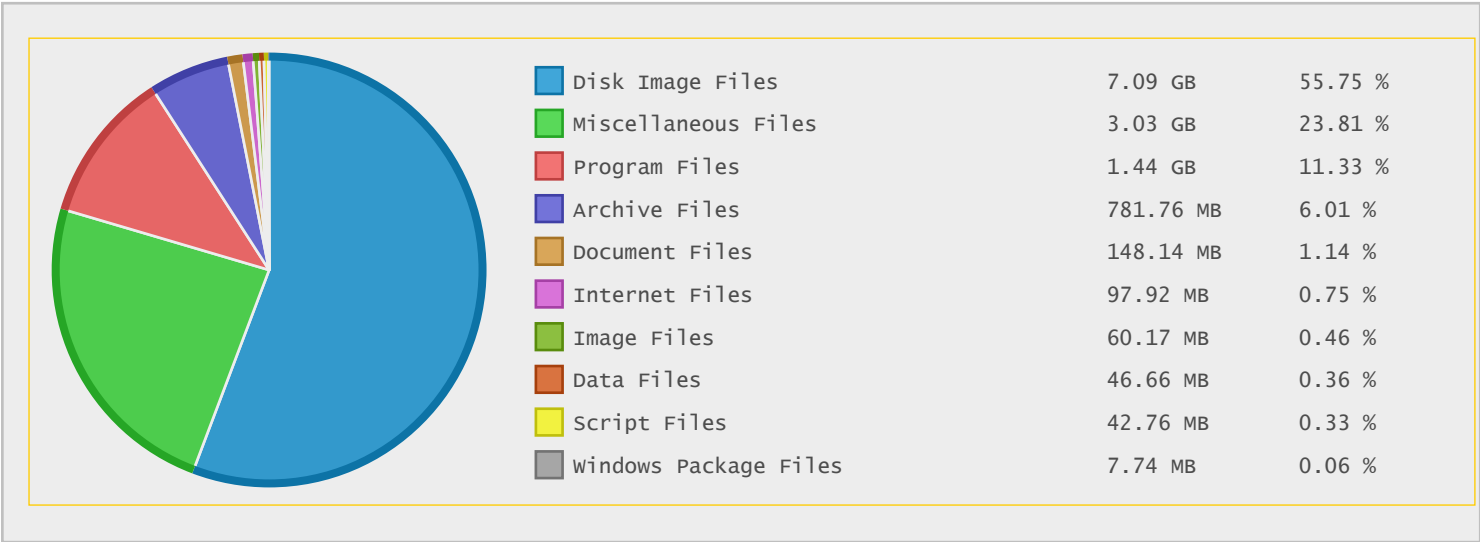 Disk Image Files 7.09 GB 55.75 %
Miscellaneous Files 3.03 GB 23.81 %
Program Files 1.44 GB 11.33 %
Archive Files 781.76 MB 6.01 %
Document Files 148.14 MB 1.14 %
Internet Files 97.92 MB 0.75 %
Image Files 60.17 MB 0.46 %
Data Files 46.66 MB 0.36 %
Script Files 42.76 MB 0.33 %
Windows Package Files 7.74 MB 0.06 %